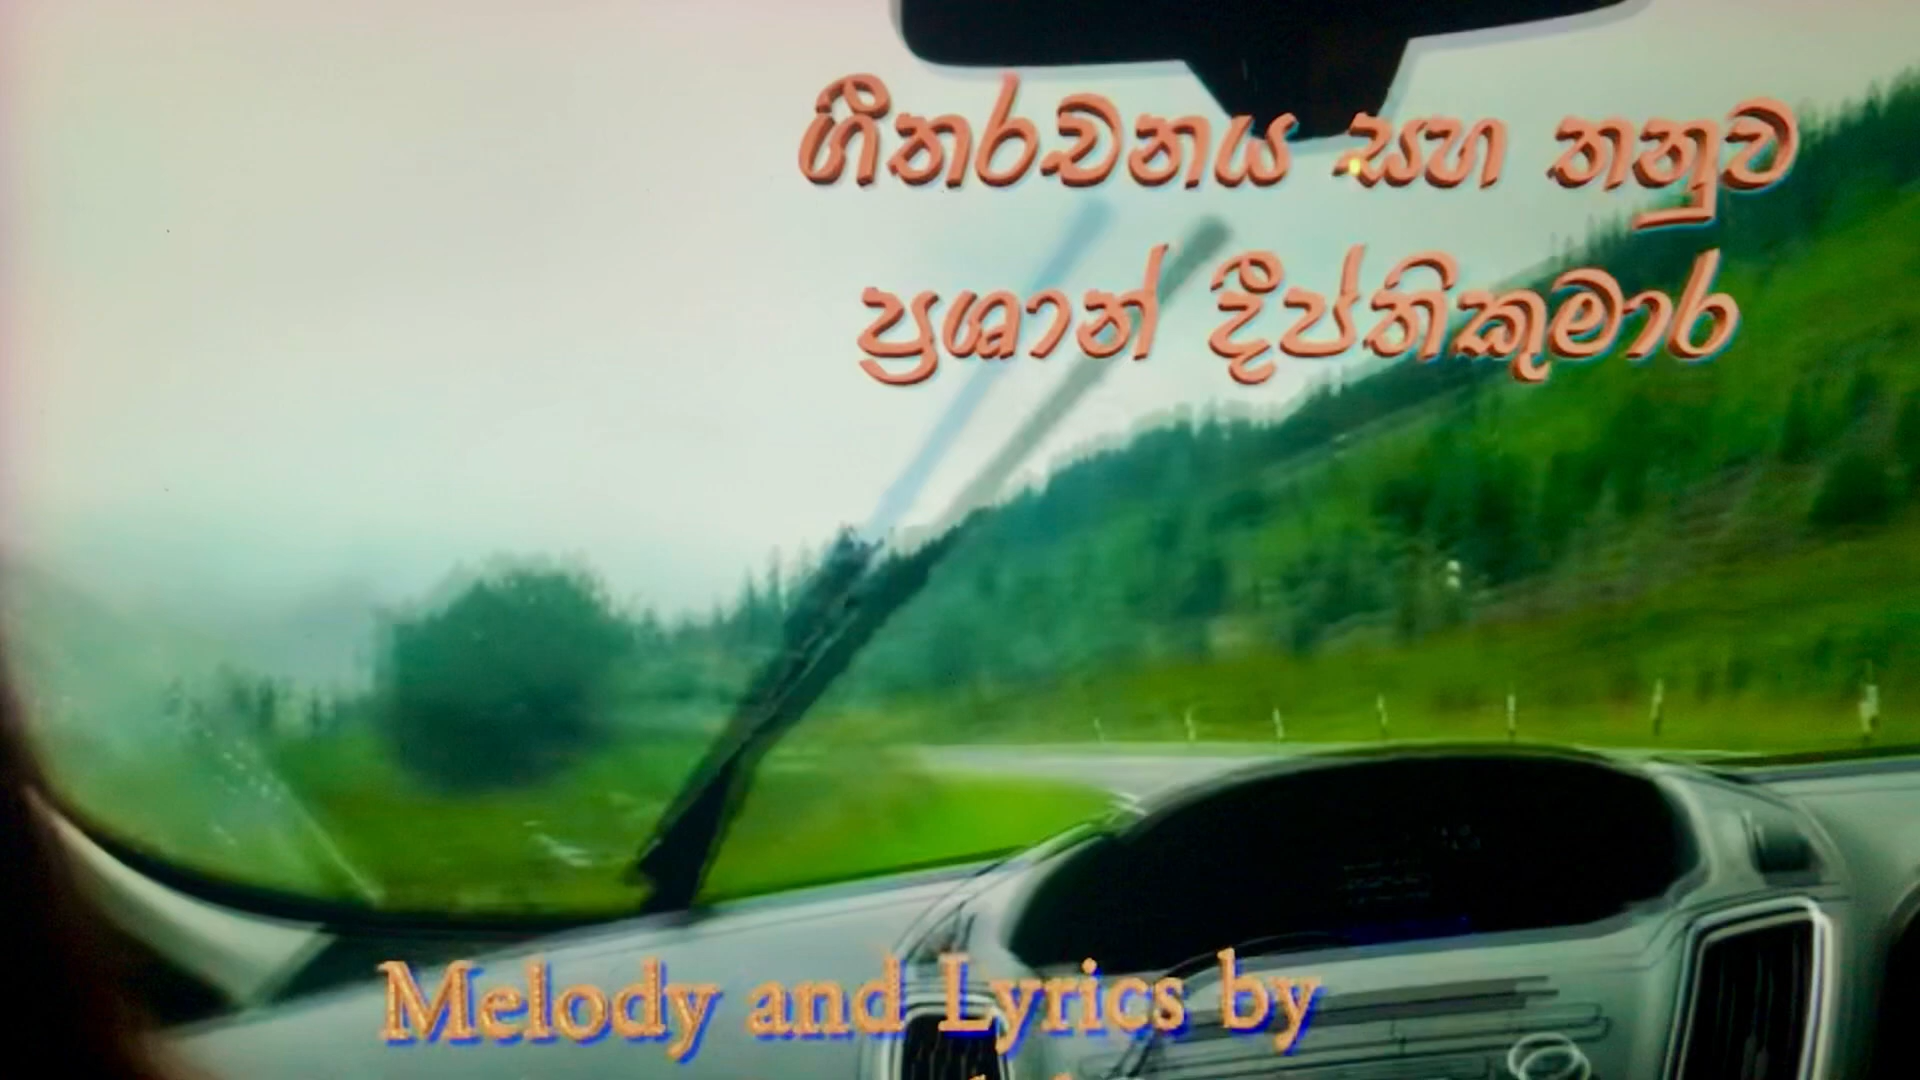 ගීතරචනය සහ තනුව
ප්‍රශාන් දීප්තිකුමාර
Melody and Lyrics by